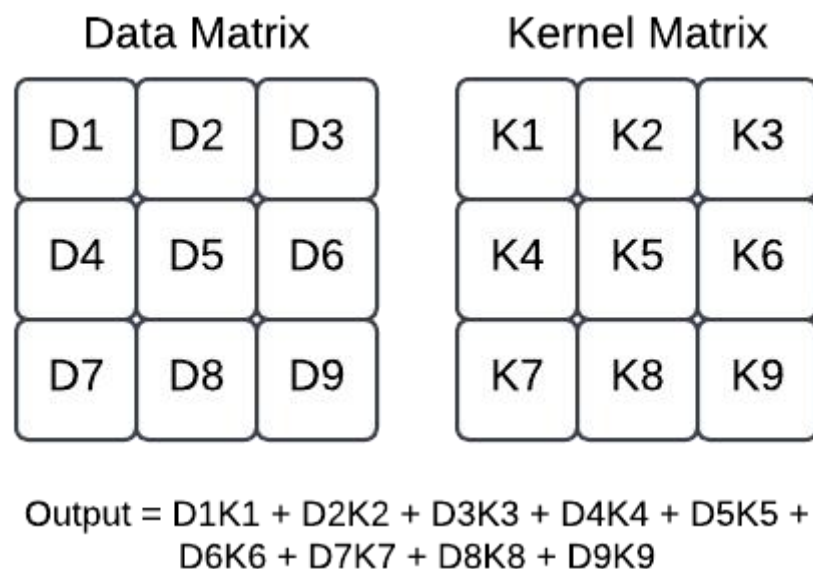 Data Matrix Kernel Matrix
D1 D2 D3 K1 K2 K3
D4 D5 D6 K4 K5 K6
D7 D8 D9 K7 K8 K9
Output = D1K1 + D2K2 + D3K3 + D4K4 + D5K5 +
D6K6 + D7K7 + D8K8 + D9K9